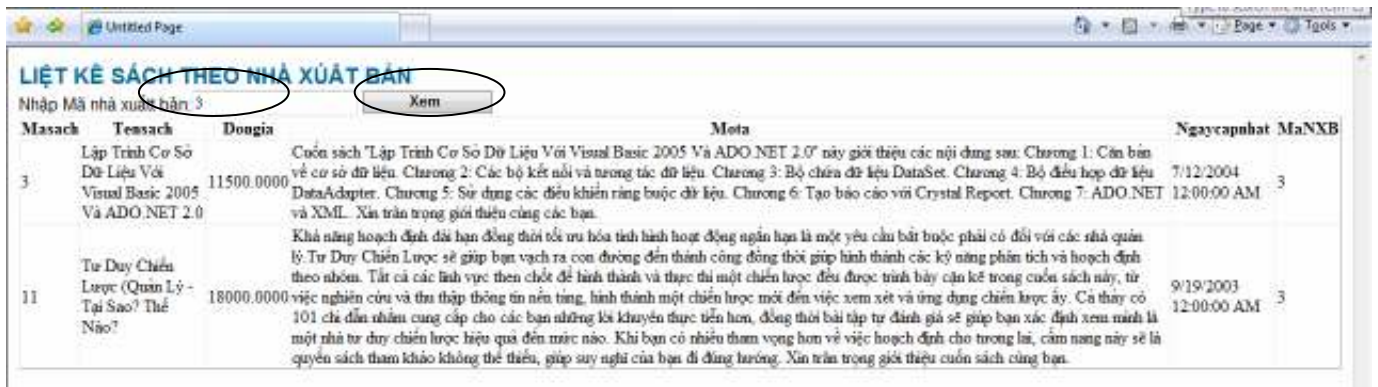 Untitled Page
Page Tools
LIỆT KÊ SÁCH THEO NHÀ XUẤT BẢN
Nhập Mã nhà xuất bản 3 Xem
Masach Tensach Dongia Mota Ngaycapnhat MaNXB
3 Lập Trình Cơ Sở Dữ Liệu Với Visual Basic 2005 Và ADO.NET 2.0 11500.0000
Cuốn sách "Lập Trình Cơ Sở Dữ Liệu Với Visual Basic 2005 Và ADO.NET 2.0" này giới thiệu các nội dung sau: Chương 1: Căn bản
về cơ sở dữ liệu. Chương 2: Các bộ kết nối và tương tác dữ liệu. Chương 3: Bộ chứa dữ liệu DataSet. Chương 4: Bộ điều hợp dữ liệu
DataAdapter. Chương 5: Sử dụng các điều khiển ràng buộc dữ liệu. Chương 6: Tạo báo cáo với Crystal Report. Chương 7: ADO.NET
và XML. Xin trân trọng giới thiệu cùng các bạn.
7/12/2004 12:00:00 AM 3
11 Tư Duy Chiến Lược (Quản Lý - Tại Sao? Thế Nào? 18000.0000
Khả năng hoạch định dài hạn đồng thời tối ưu hóa tình hình hoạt động ngắn hạn là một yêu cầu bắt buộc phải có đối với các nhà quản
lý.Tư Duy Chiến Lược sẽ giúp bạn vạch ra con đường đến thành công đồng thời giúp hình thành các kỹ năng phân tích và hoạch định
theo nhóm. Tất cả các lĩnh vực then chốt để hình thành và thực thi một chiến lược đều được trình bày cặn kẽ trong cuốn sách này, từ
việc nghiên cứu và thu thập thông tin nền tảng, hình thành một chiến lược mới đến việc xem xét và ứng dụng chiến lược ấy. Cả thảy có
101 chỉ dẫn nhằm cung cấp cho các bạn những lời khuyên thực tiễn hơn, đồng thời bài tập tự đánh giá sẽ giúp bạn xác định xem mình là
một nhà tư duy chiến lược hiệu quả đến mức nào. Khi bạn có nhiều tham vọng hơn về việc hoạch định cho tương lai, cẩm nang này sẽ là
quyển sách tham khảo không thể thiếu, giúp suy nghĩ của bạn đi đúng hướng. Xin trân trọng giới thiệu cuốn sách cùng bạn.
9/19/2003 12:00:00 AM 3